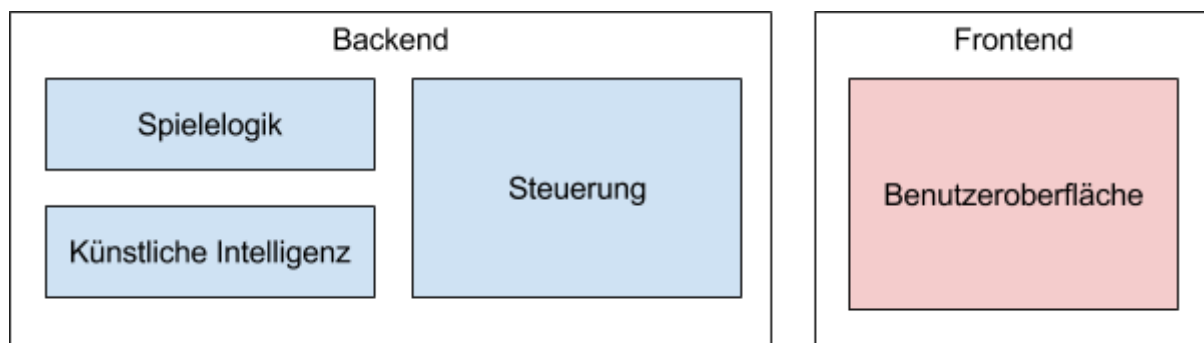 Backend
Spielelogik
Künstliche Intelligenz
Steuerung
Frontend
Benutzeroberfläche